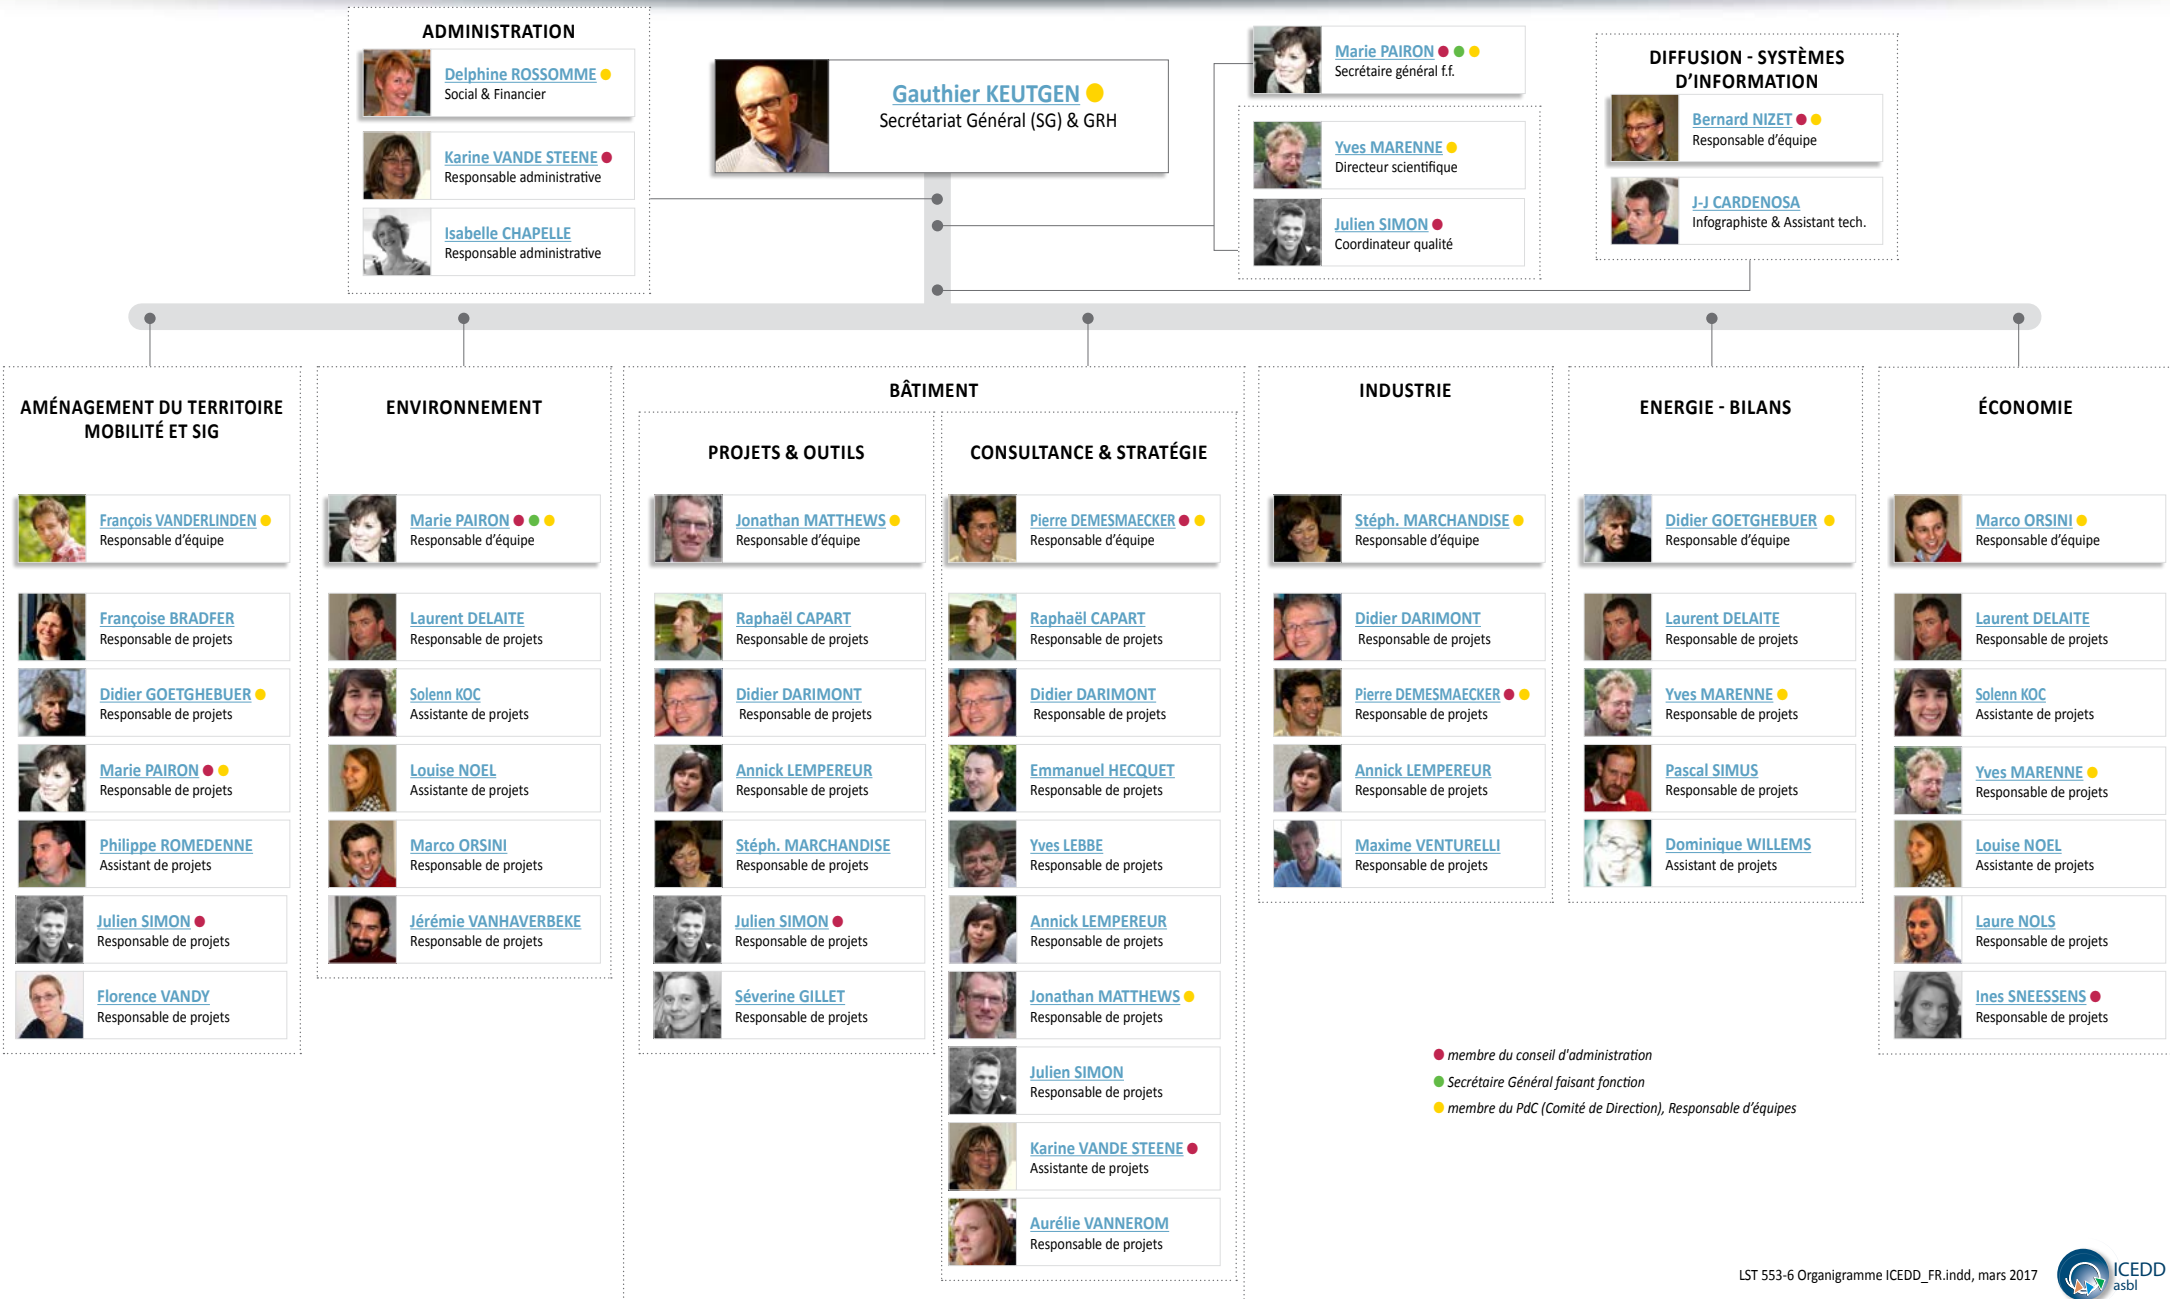 ADMINISTRATION
Delphine ROSSOMME
Social & Financier
Karine VANDE STEENE
Responsable administrative
Isabelle CHAPELLE
Responsable administrative
Gauthier KEUTGEN
Secrétariat Général (SG) & GRH
Marie PAIRON
Secrétaire général f.f.
Yves MARENNE
Directeur scientifique
Julien SIMON
Coordinateur qualité
DIFFUSION - SYSTÈMES
D'INFORMATION
Bernard NIZET
Responsable d'équipe
J-J CARDENOSA
Infographiste & Assistant tech.
AMÉNAGEMENT DU TERRITOIRE
MOBILITÉ ET SIG
François VANDERLINDEN
Responsable d'équipe
Françoise BRADFER
Responsable de projets
Didier GOETGHEBUER
Responsable de projets
Marie PAIRON
Responsable de projets
Philippe ROMEDENNE
Assistant de projets
Julien SIMON
Responsable de projets
Florence VANDY
Responsable de projets
ENVIRONNEMENT
Marie PAIRON
Responsable d'équipe
Laurent DELAITE
Responsable de projets
Solenn KOC
Assistante de projets
Louise NOEL
Assistante de projets
Marco ORSINI
Responsable de projets
Jérémie VANHAVERBEKE
Responsable de projets
BÂTIMENT
PROJETS & OUTILS
Jonathan MATTHEWS
Responsable d'équipe
Raphaël CAPART
Responsable de projets
Didier DARIMONT
Responsable de projets
Annick LEMPEREUR
Responsable de projets
Stéph. MARCHANDISE
Responsable de projets
Julien SIMON
Responsable de projets
Séverine GILLET
Responsable de projets
CONSULTANCE & STRATÉGIE
Pierre DEMESMAECKER
Responsable d'équipe
Raphaël CAPART
Responsable de projets
Didier DARIMONT
Responsable de projets
Emmanuel HECQUET
Responsable de projets
Yves LEBBE
Responsable de projets
Annick LEMPEREUR
Responsable de projets
Jonathan MATTHEWS
Responsable de projets
Julien SIMON
Responsable de projets
Karine VANDE STEENE
Assistante de projets
Aurélie VANNEROM
Responsable de projets
INDUSTRIE
Stéph. MARCHANDISE
Responsable d'équipe
Didier DARIMONT
Responsable de projets
Pierre DEMESMAECKER
Responsable de projets
Annick LEMPEREUR
Responsable de projets
Maxime VENTURELLI
Responsable de projets
ENERGIE - BILANS
Didier GOETGHEBUER
Responsable d'équipe
Laurent DELAITE
Responsable de projets
Yves MARENNE
Responsable de projets
Pascal SIMUS
Responsable de projets
Dominique WILLEMS
Assistant de projets
ÉCONOMIE
Marco ORSINI
Responsable d'équipe
Laurent DELAITE
Responsable de projets
Solenn KOC
Assistante de projets
Yves MARENNE
Responsable de projets
Louise NOEL
Assistante de projets
Laure NOLS
Responsable de projets
Ines SNEESSENS
Responsable de projets
membre du conseil d'administration
Secrétaire Général faisant fonction
membre du PdC (Comité de Direction), Responsable d'équipes
LST 553-6 Organigramme ICEDD_FR.indd, mars 2017
ICEDD
asbl